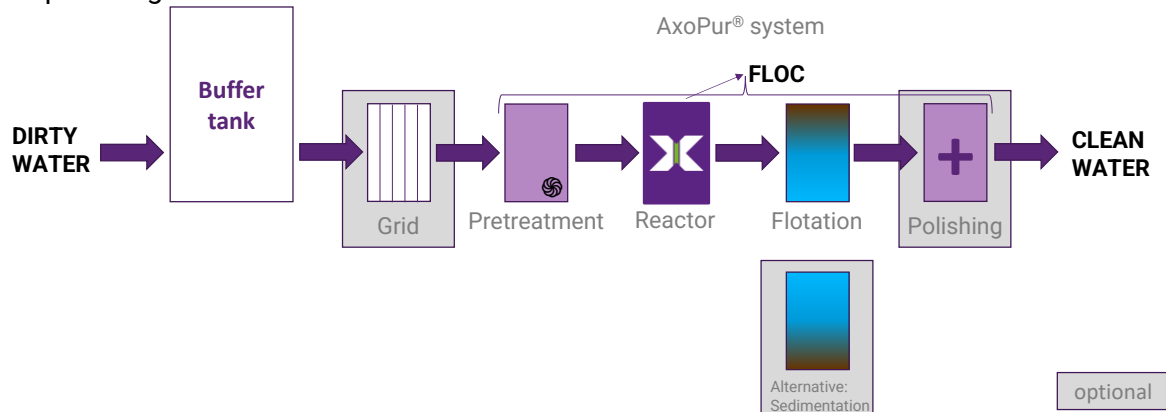 AxoPur® system
FLOC
Buffer
tank
DIRTY
WATER
CLEAN
WATER
Grid
Pretreatment
Reactor
Flotation
Polishing
Alternative:
Sedimentation
optional